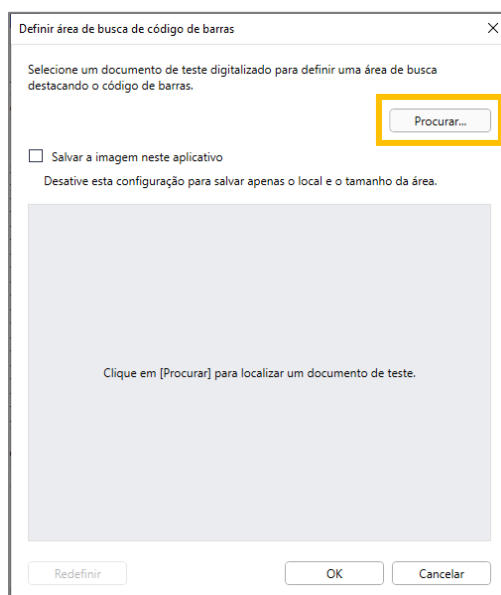 Definir área de busca de código de barras
Selecione um documento de teste digitalizado para definir uma área de busca
destacando o código de barras.
Procurar...
Salvar a imagem neste aplicativo
Desative esta configuração para salvar apenas o local e o tamanho da área.
Clique em [Procurar] para localizar um documento de teste.
Redefinir OK Cancelar